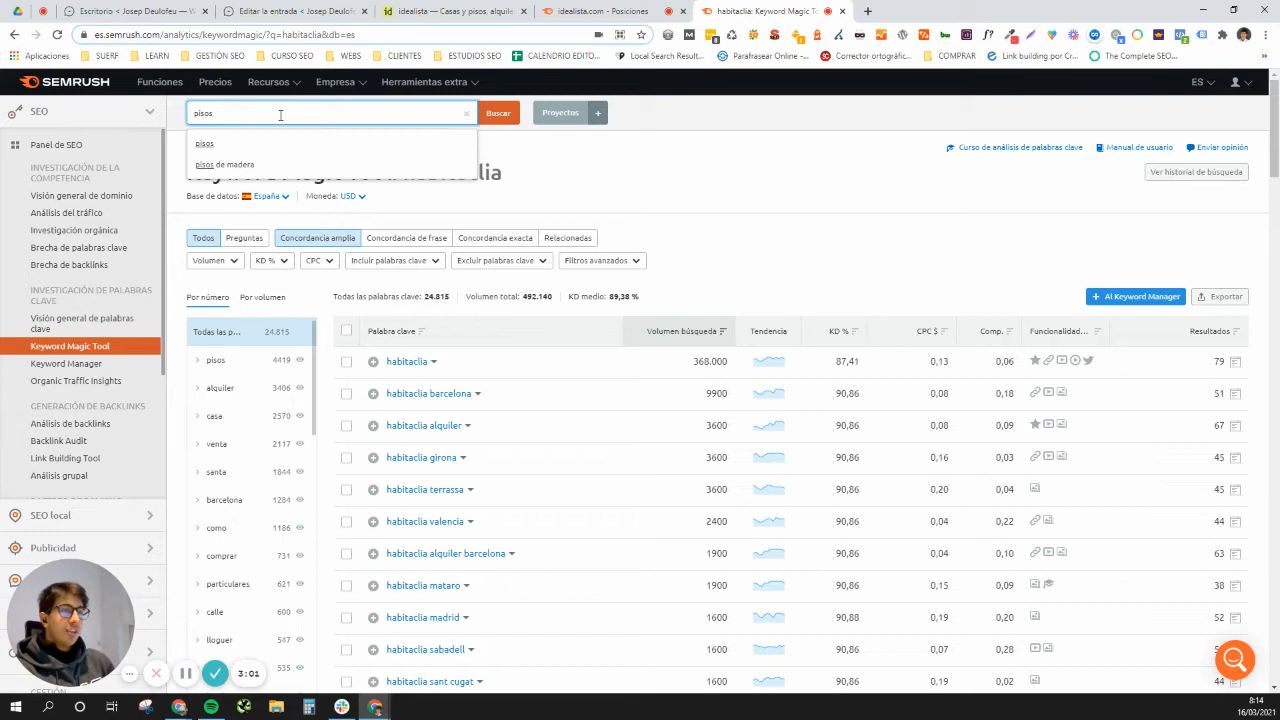 Escritorio < Josep Deulofeu —
Editar la entrada < Josep Deulof
idealista — Casas y pisos, alquiler
idealista.com - Posiciones
habitaclia: Keyword Magic T
es.semrush.com/analytics/keywordmagic/?q=habitaclia&db=es
Aplicaciones
SEO
LEARN
GESTIÓN SEO
CURSO SEO
WEBS
CLIENTES
ESTUDIOS SEO
CALENDARIO EDITO...
Local Search Result...
Parafrasear Online...
Corrector ortográfic...
COMPRAR
Link building por Cr...
The Complete SEO...
SEMRUSH
Funciones
Precios
Recursos
Empresa
Herramientas extra
ES
SEO
pisos
Buscar
Proyectos
+
pisos
pisos de madera
Curso de análisis de palabras clave
Manual de usuario
Enviar opinión
Ver historial de búsqueda
Base de datos: España
Moneda: USD
Panel de SEO
INVESTIGACIÓN DE LA
COMPETENCIA
Visión general de dominio
Análisis del tráfico
Investigación orgánica
Brecha de palabras clave
Brecha de backlinks
INVESTIGACIÓN DE PALABRAS
CLAVE
Visión general de palabras
clave
Keyword Magic Tool
Keyword Manager
Organic Traffic Insights
GENERACIÓN DE BACKLINKS
Análisis de backlinks
Backlink Audit
Link Building Tool
Análisis grupal
SEO local
Publicidad
Todos
Preguntas
Concordancia amplia
Concordancia de frase
Concordancia exacta
Relacionadas
Volumen
KD %
CPC
Incluir palabras clave
Excluir palabras clave
Filtros avanzados
Por número
Por volumen
Todas las palabras clave: 24.815
Volumen total: 492.140
KD medio: 89,38 %
+ Al Keyword Manager
Exportar
Todas las p... 24.815
pisos 4419
alquiler 3406
casa 2570
venta 2117
santa 1844
barcelona 1284
como 1186
comprar 731
particulares 621
calle 600
lloguer 547
535
Palabra clave Volumen búsqueda Tendencia KD % CPC $ Comp. Funcionalidad... Resultados
habitaclia 368.000 87,41 0,13 0,06 79
habitaclia barcelona 9900 90,86 0,08 0,18 51
habitaclia alquiler 3600 90,86 0,08 0,09 67
habitaclia girona 3600 90,86 0,16 0,03 45
habitaclia terrassa 3600 90,86 0,20 0,04 45
habitaclia valencia 2400 90,86 0,04 0,22 44
habitaclia alquiler barcelona 1900 90,86 0,04 0,10 63
habitaclia mataro 1900 90,86 0,15 0,09 38
habitaclia madrid 1600 90,88 0,19 0,20 52
habitaclia sabadell 1600 90,86 0,07 0,28
habitaclia sant cugat 1600 90,86 0,19 0,02 44
3:01
8:14
16/03/2021